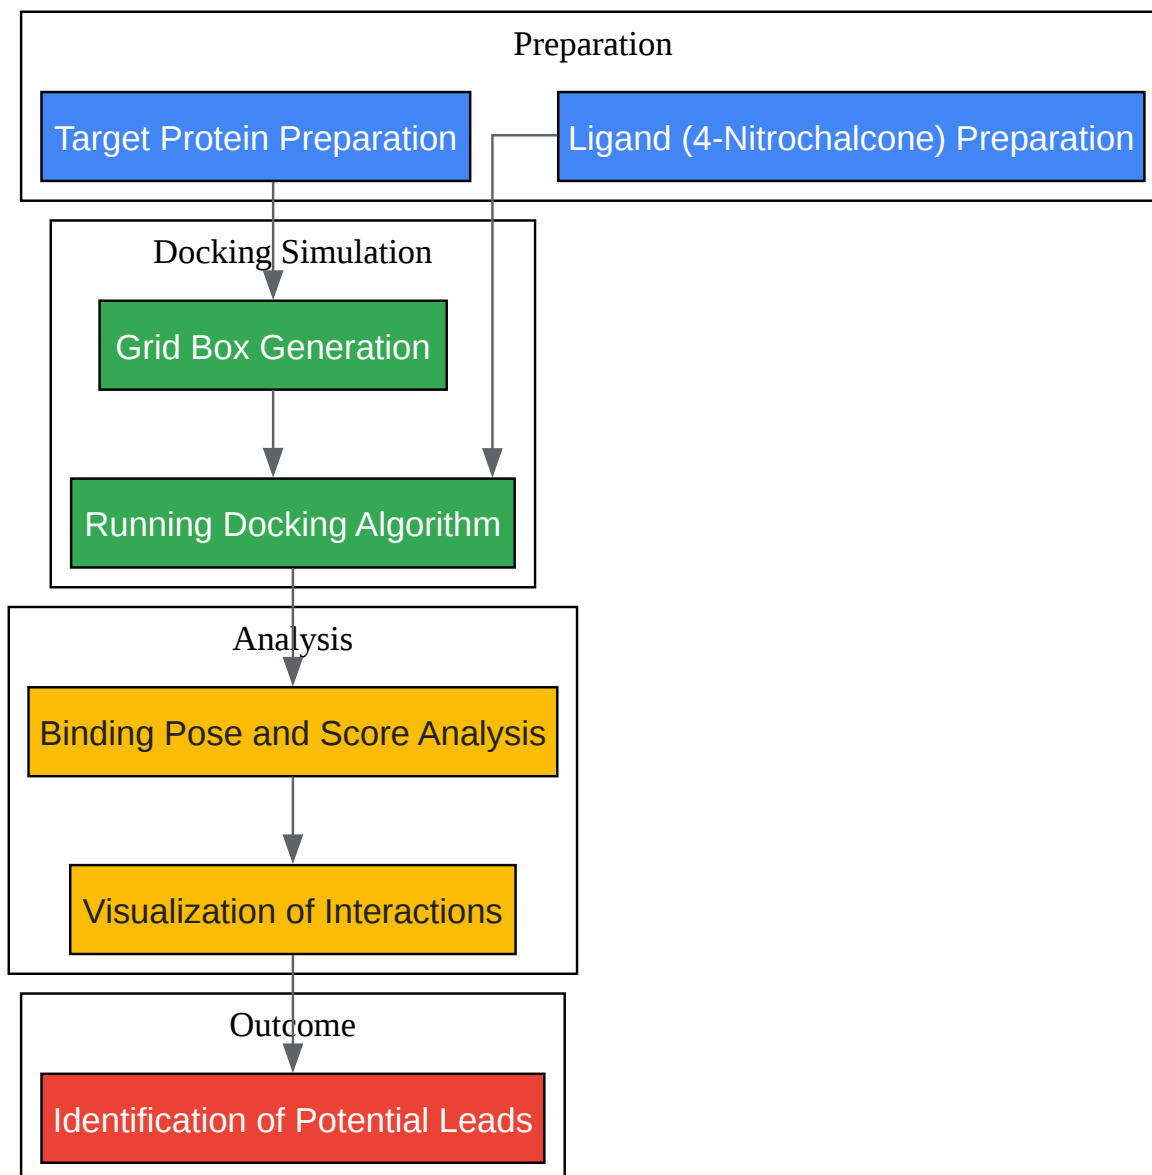 Preparation
Target Protein Preparation
Ligand (4-Nitrochalcone) Preparation
Docking Simulation
Grid Box Generation
Running Docking Algorithm
Analysis
Binding Pose and Score Analysis
Visualization of Interactions
Outcome
Identification of Potential Leads